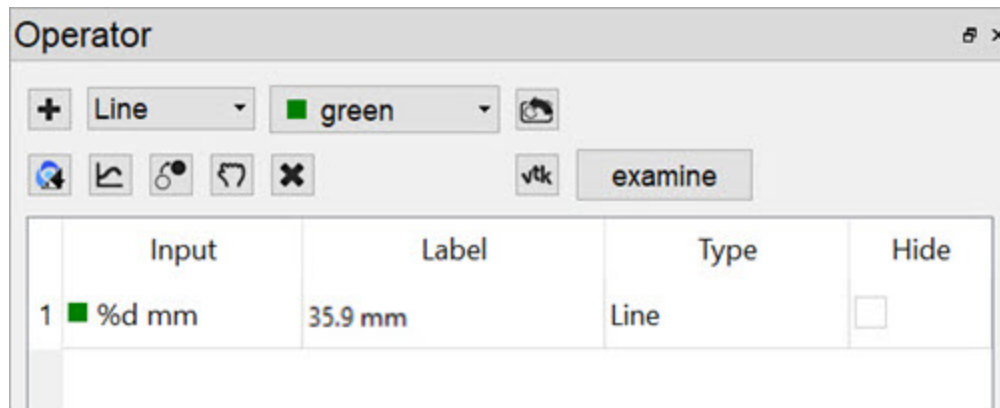 Operator
Line green
vtk examine
Input Label Type Hide
1 %d mm 35.9 mm Line